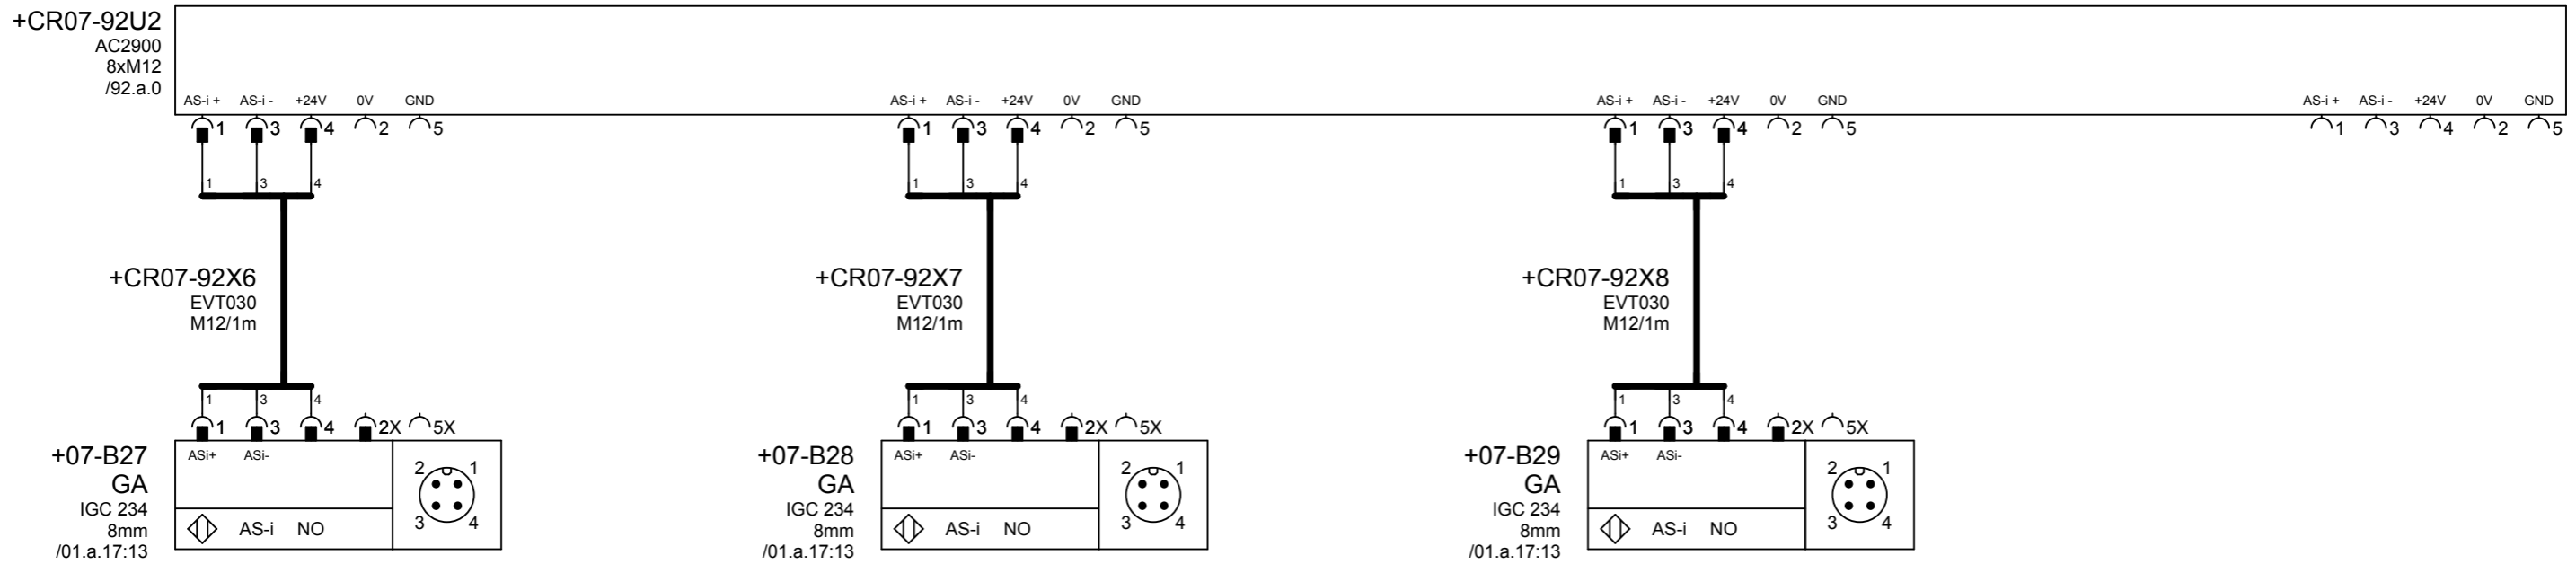 +CR07-92U2
AC2900
8xM12
/92.a.0
AS-i + AS-i - +24V 0V GND AS-i + AS-i - +24V 0V GND AS-i + AS-i - +24V 0V GND AS-i + AS-i - +24V 0V GND
1 3 4 2 5 1 3 4 2 5 1 3 4 2 5 1 3 4 2 5
1 3 4 1 3 4 1 3 4
+CR07-92X6 +CR07-92X7 +CR07-92X8
EVT030 EVT030 EVT030
M12/1m M12/1m M12/1m
1 3 4 1 3 4 1 3 4
1 3 4 2X 5X 1 3 4 2X 5X 1 3 4 2X 5X
+07-B27 ASi+ ASi- +07-B28 ASi+ ASi- +07-B29 ASi+ ASi-
2 1 2 1 2 1
GA GA GA
IGC 234 IGC 234 IGC 234
3 4 3 4 3 4
8mm AS-i NO 8mm AS-i NO 8mm AS-i NO
/01.a.17:13 /01.a.17:13 /01.a.17:13